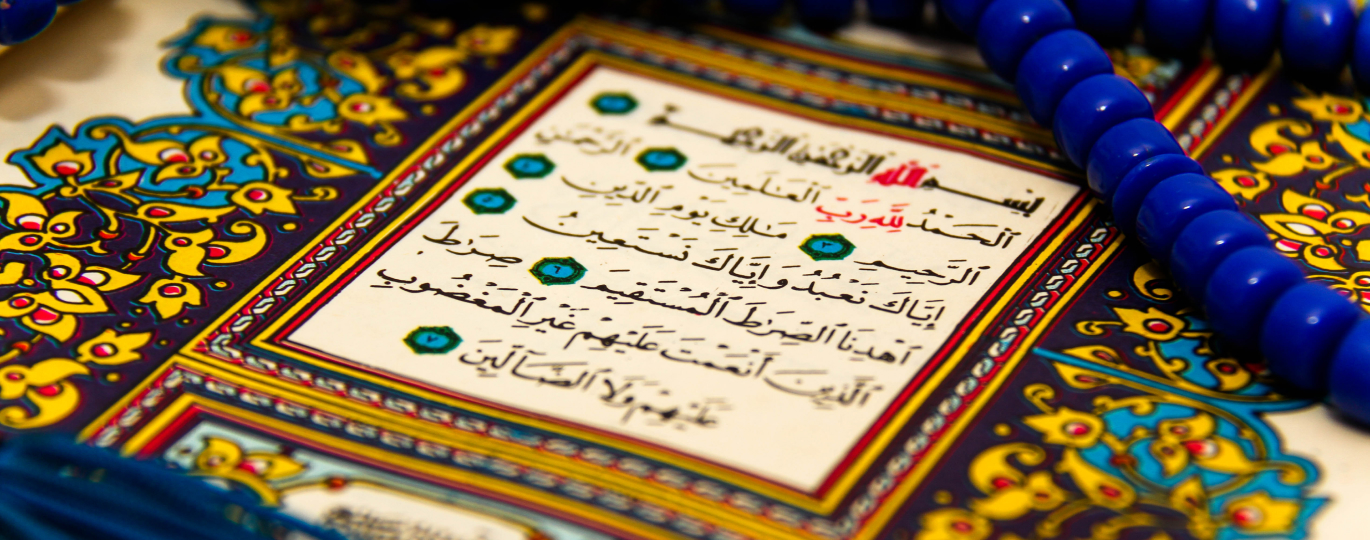 بِسْمِ ٱللَّهِ ٱلرَّحْمَٰنِ ٱلرَّحِيمِ ١
ٱلْحَمْدُ لِلَّهِ رَبِّ ٱلْعَٰلَمِينَ ٢ ٱلرَّحْمَٰنِ
ٱلرَّحِيمِ ٣ مَٰلِكِ يَوْمِ ٱلدِّينِ ٤
إِيَّاكَ نَعْبُدُ وَإِيَّاكَ نَسْتَعِينُ ٥
ٱهْدِنَا ٱلصِّرَٰطَ ٱلْمُسْتَقِيمَ ٦ صِرَٰطَ
ٱلَّذِينَ أَنْعَمْتَ عَلَيْهِمْ غَيْرِ ٱلْمَغْضُوبِ
عَلَيْهِمْ وَلَا ٱلضَّآلِّينَ ٧